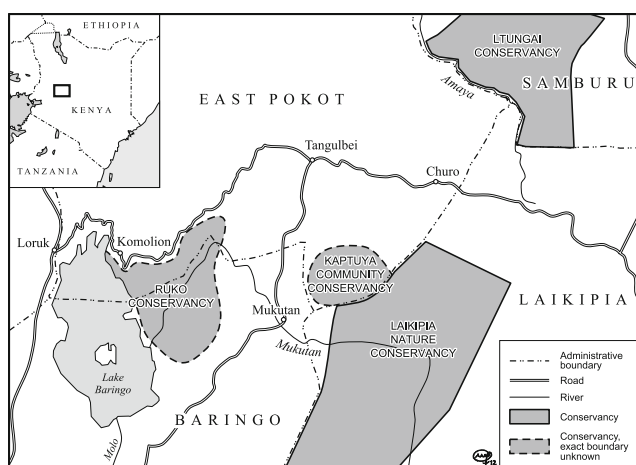 ETHIOPIA
KENYA
TANZANIA
LTUNGAI
CONSERVANCY
SAMBURU
Amaya
EAST POKOT
Tangulbei
Churo
Loruk
Komolion
KAPTUYA
COMMUNITY
CONSERVANCY
RUKO
CONSERVANCY
LAIKIPIA
Mukutan
LAIKIPIA
NATURE
CONSERVANCY
Mukutan
Lake
Baringo
BARINGO
Molo
Administrative
boundary
Road
River
Conservancy
Conservancy,
exact boundary
unknown